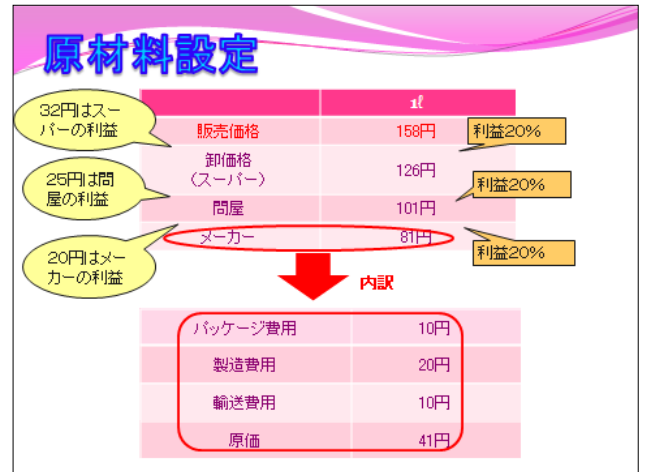 原材料設定
32円はスー
パーの利益
25円は問
屋の利益
20円はメー
カーの利益
1ℓ
販売価格 158円
卸価格
(スーパー) 126円
問屋 101円
メーカー 81円
利益20%
利益20%
利益20%
内訳
パッケージ費用 10円
製造費用 20円
輸送費用 10円
原価 41円